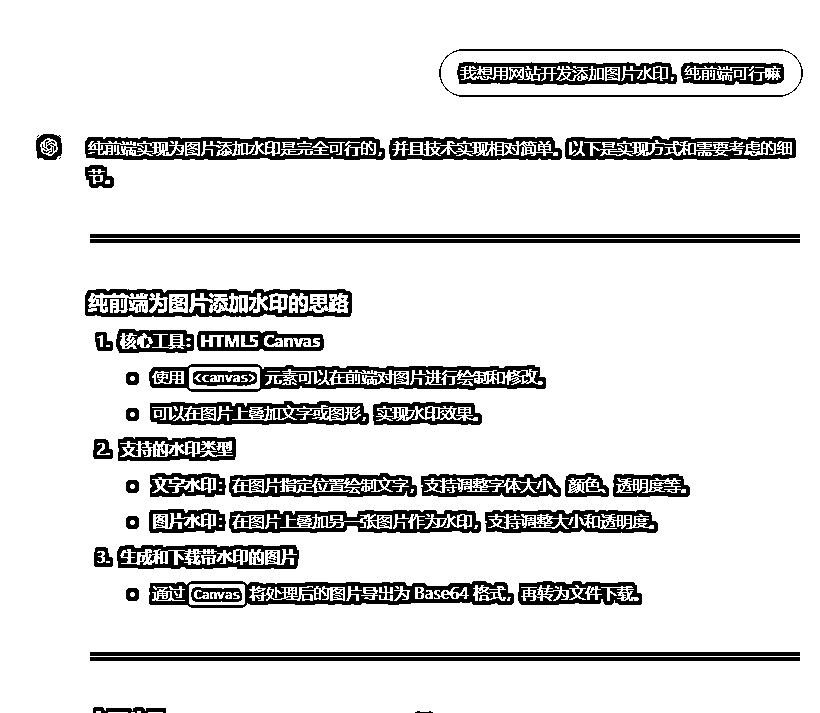 我想用网站开发添加图片水印，纯前端可行嘛
纯前端实现为图片添加水印是完全可行的，并且技术实现相对简单。以下是实现方式和需要考虑的细
节。
纯前端为图片添加水印的思路
1. 核心工具：HTML5 Canvas
使用 <canvas> 元素可以在前端对图片进行绘制和修改。
可以在图片上叠加文字或图形，实现水印效果。
2. 支持的水印类型
文字水印：在图片指定位置绘制文字，支持调整字体大小、颜色、透明度等。
图片水印：在图片上叠加另一张图片作为水印，支持调整大小和透明度。
3. 生成和下载带水印的图片
通过 Canvas 将处理后的图片导出为 Base64 格式，再转为文件下载。